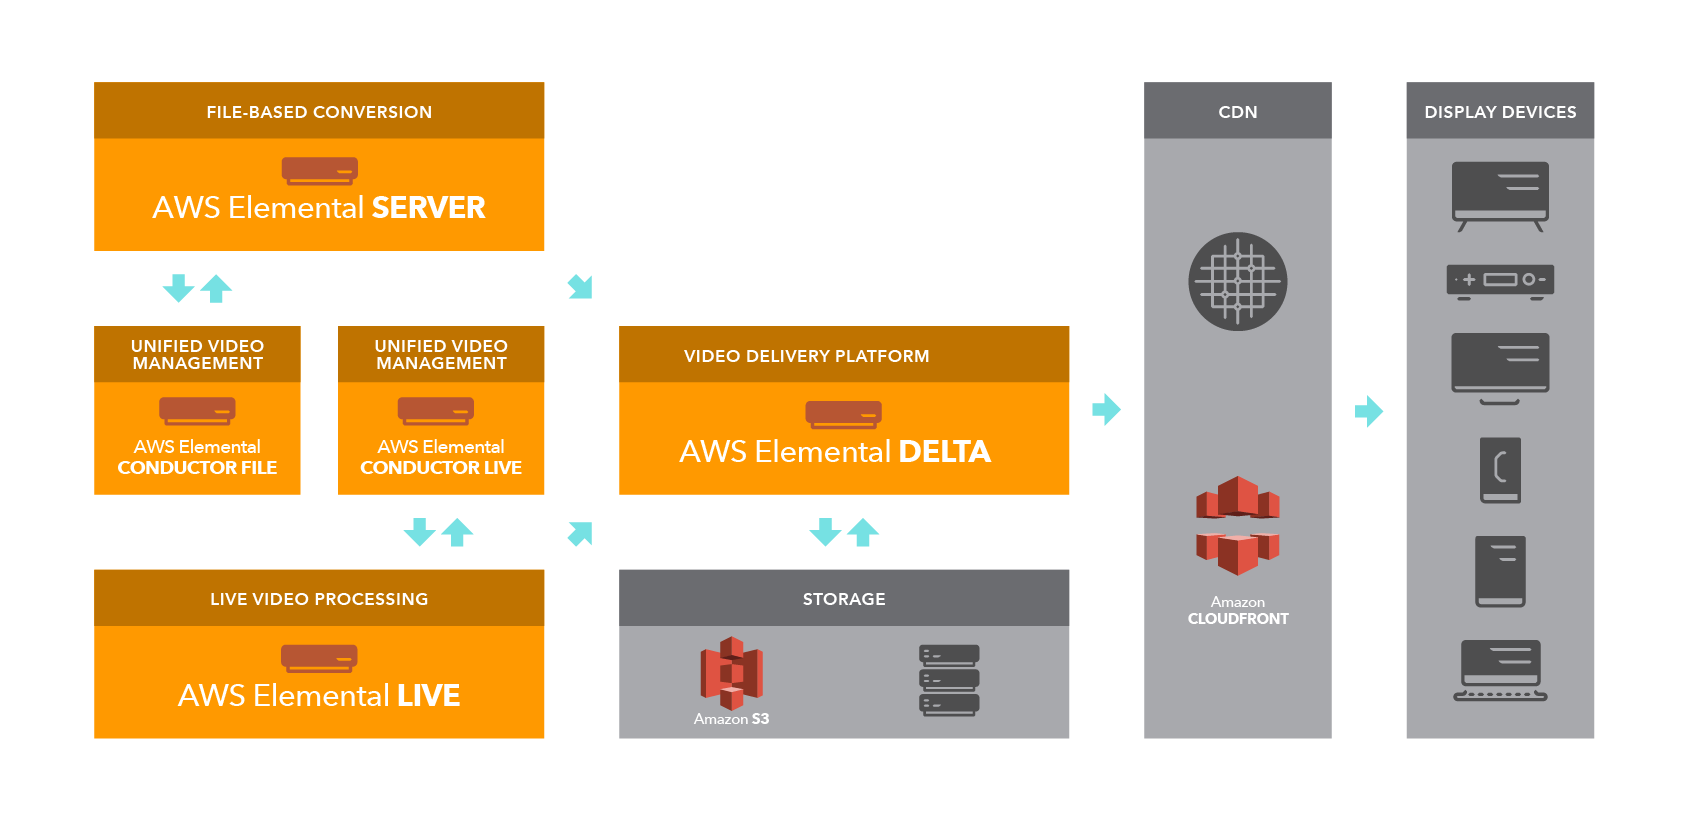 FILE-BASED CONVERSION
AWS Elemental SERVER
UNIFIED VIDEO
MANAGEMENT
AWS Elemental
CONDUCTOR FILE
UNIFIED VIDEO
MANAGEMENT
AWS Elemental
CONDUCTOR LIVE
LIVE VIDEO PROCESSING
AWS Elemental LIVE
VIDEO DELIVERY PLATFORM
AWS Elemental DELTA
STORAGE
Amazon S3
CDN
Amazon
CLOUDFRONT
DISPLAY DEVICES